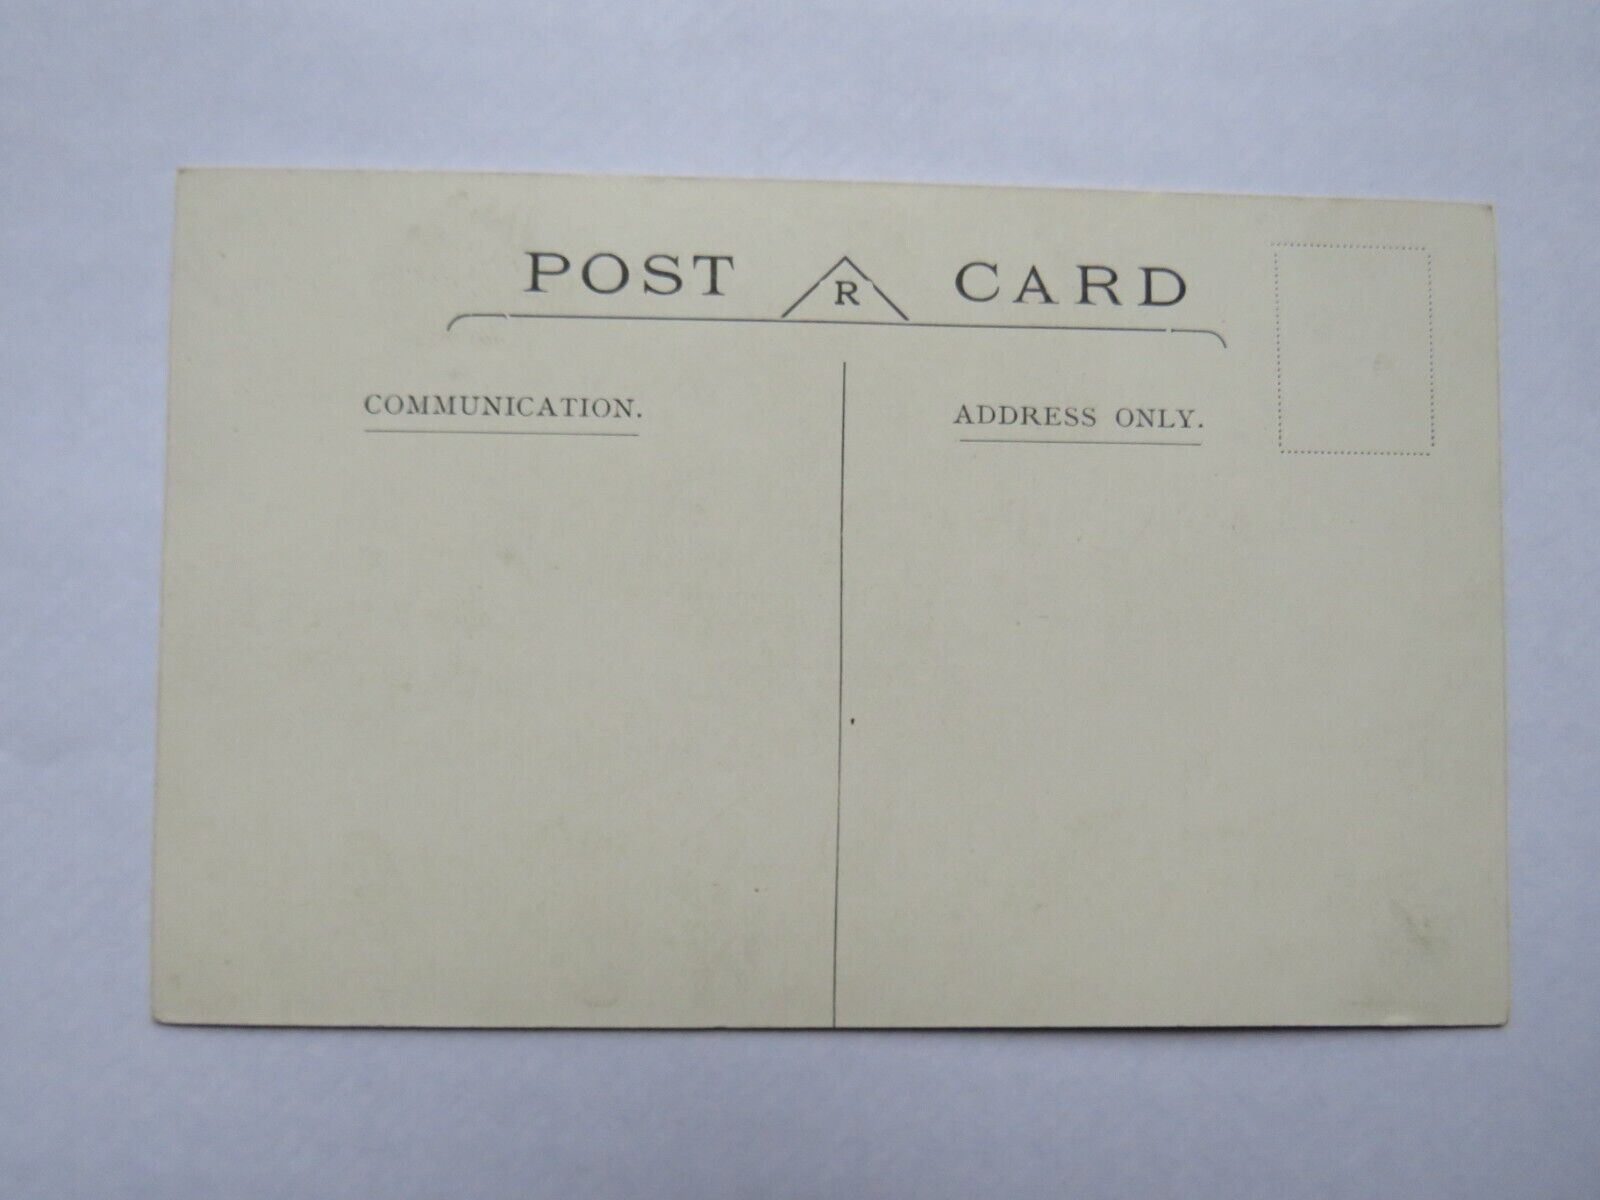 POST R CARD
COMMUNICATION.
ADDRESS ONLY.